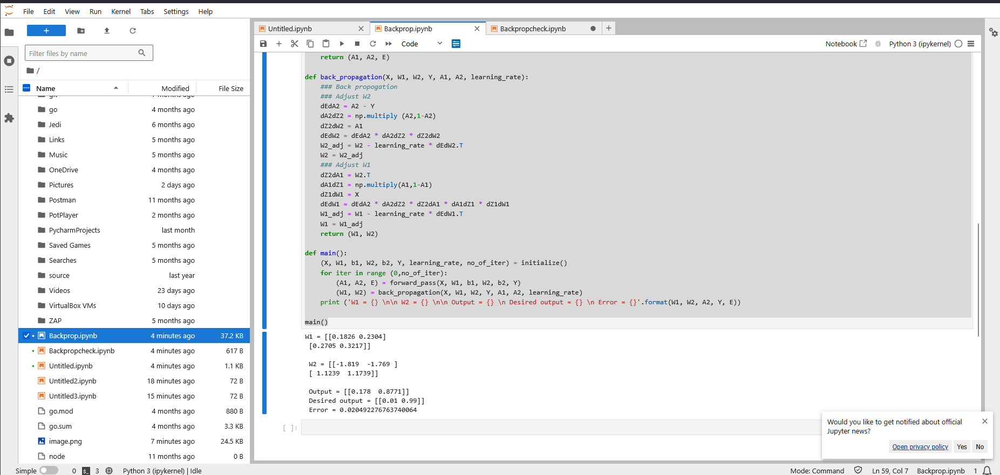 File Edit View Run Kernel Tabs Settings Help
Filter files by name
/
Name Modified File Size
go 4 months ago
Jedi 6 months ago
Links 5 months ago
Music 5 months ago
OneDrive 4 months ago
Pictures 2 days ago
Postman 11 months ago
PotPlayer 2 months ago
PycharmProjects last month
Saved Games 5 months ago
Searches 5 months ago
source last year
Videos 23 days ago
VirtualBox VMs 10 days ago
ZAP 5 months ago
Backprop.ipynb 4 minutes ago 37.2 KB
Backpropcheck.ipynb 4 minutes ago 617 B
Untitled.ipynb 4 minutes ago 1.1 KB
Untitled2.ipynb 18 minutes ago 72 B
Untitled3.ipynb 15 minutes ago 72 B
go.mod 4 months ago 880 B
go.sum 4 months ago 3.3 KB
image.png 7 minutes ago 24.5 KB
node 11 months ago 0 B
Untitled.ipynb Backprop.ipynb Backpropcheck.ipynb
Code Notebook Python 3 (ipykernel)
return (A1, A2, E)
def back_propagation(X, W1, W2, Y, A1, A2, learning_rate):
### Back propogation
### Adjust W2
dEdA2 = A2 - Y
dA2dZ2 = np.multiply (A2,1-A2)
dZ2dW2 = A1
dEdW2 = dEdA2 * dA2dZ2 * dZ2dW2
W2_adj = W2 - learning_rate * dEdW2.T
W2 = W2_adj
### Adjust W1
dZ2dA1 = W2.T
dA1dZ1 = np.multiply(A1,1-A1)
dZ1dW1 = X
dEdW1 = dEdA2 * dA2dZ2 * dZ2dA1 * dA1dZ1 * dZ1dW1
W1_adj = W1 - learning_rate * dEdW1.T
W1 = W1_adj
return (W1, W2)
def main():
(X, W1, b1, W2, b2, Y, learning_rate, no_of_iter) = initialize()
for iter in range (0,no_of_iter):
(A1, A2, E) = forward_pass(X, W1, b1, W2, b2, Y)
(W1, W2) = back_propagation(X, W1, W2, Y, A1, A2, learning_rate)
print ('W1 = {} \n\n W2 = {} \n\n Output = {} \n Desired output = {} \n Error = {}'.format(W1, W2, A2, Y, E))
main()
W1 = [[0.1826 0.2304]
[0.2705 0.3217]]
W2 = [[-1.819 -1.769 ]
[ 1.1239 1.1739]]
Output = [[0.178 0.8771]]
Desired output = [[0.01 0.99]]
Error = 0.020492276763740064
[ ]:
Would you like to get notified about official
Jupyter news?
Open privacy policy Yes No
Simple 0 3 Python 3 (ipykernel) | Idle Mode: Command Ln 59, Col 7 Backprop.ipynb 1